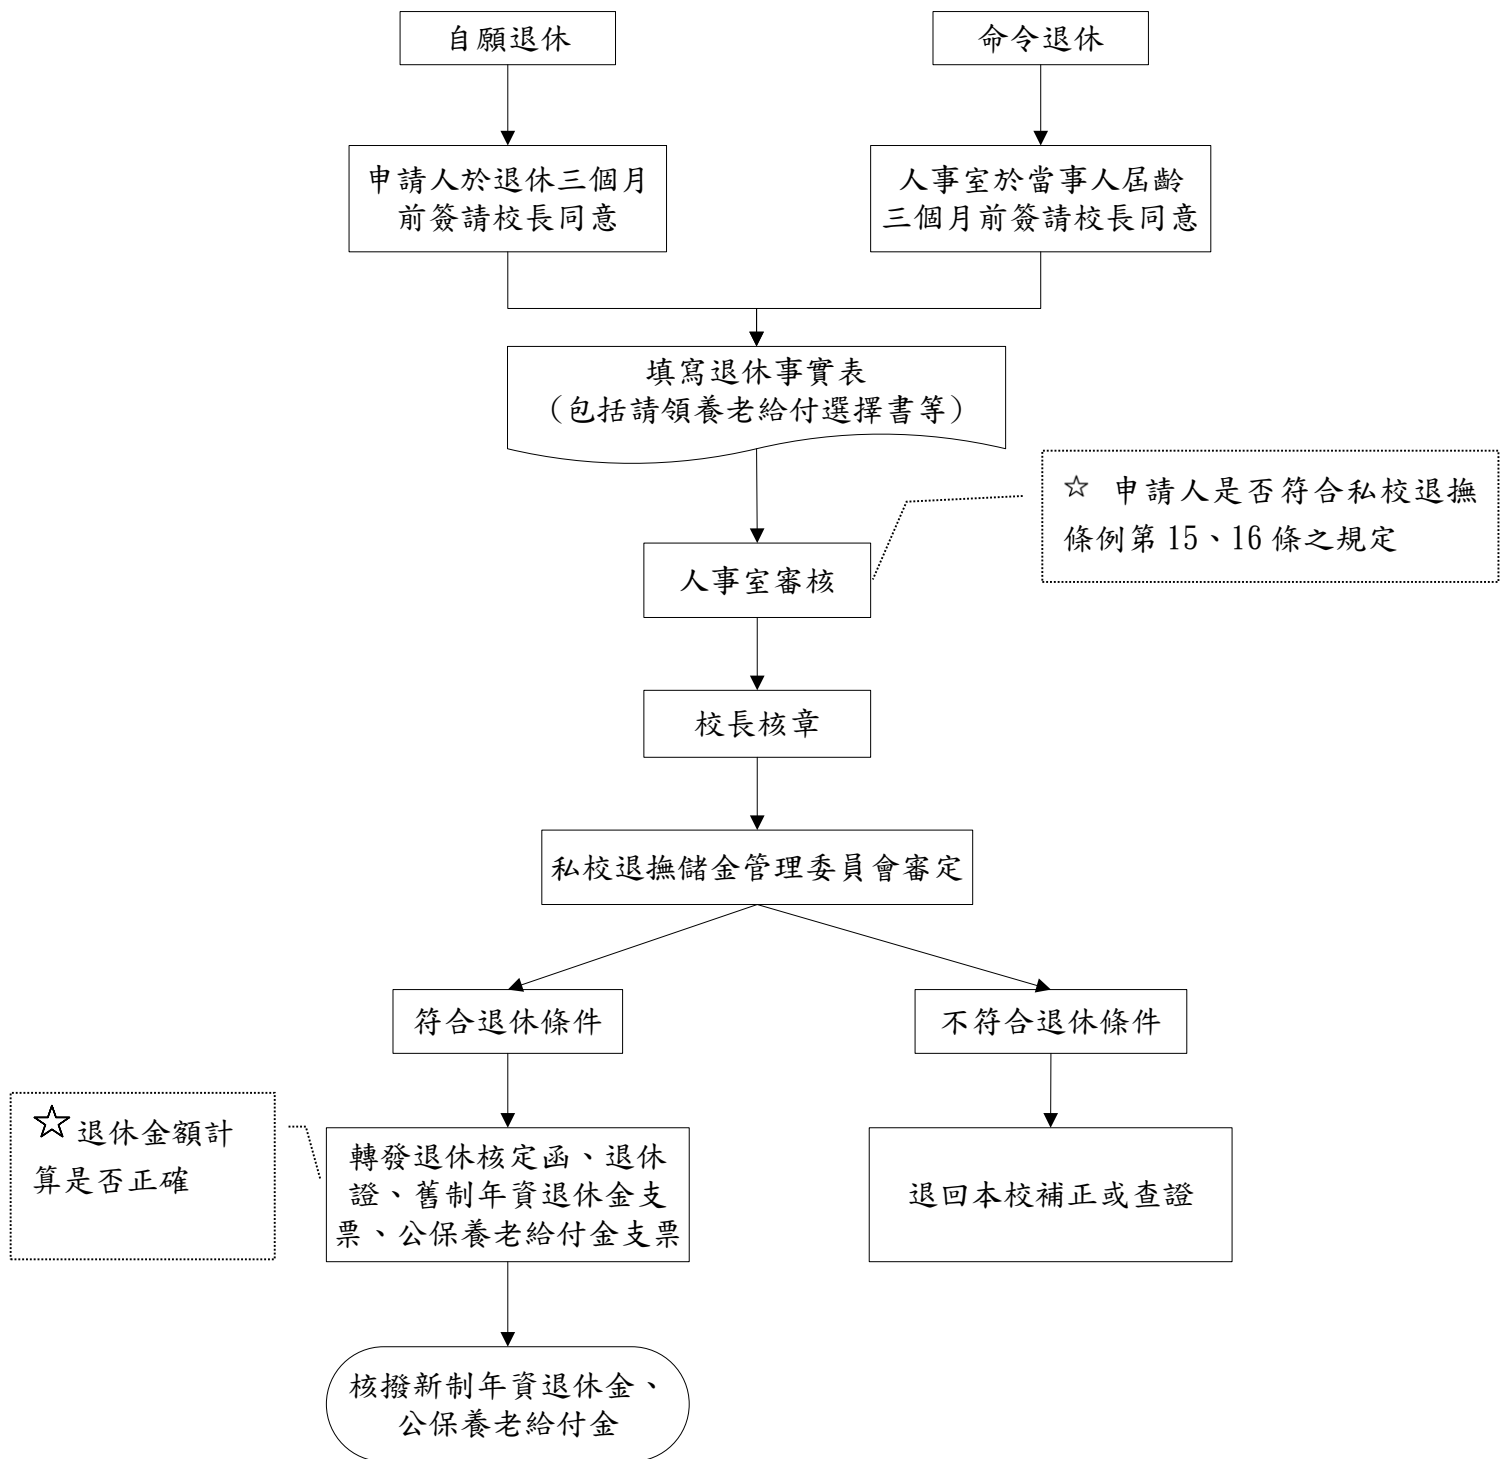 自願退休
命令退休
申請人於退休三個月
前簽請校長同意
人事室於當事人屆齡
三個月前簽請校長同意
填寫退休事實表
（包括請領養老給付選擇書等）
☆ 申請人是否符合私校退撫
條例第 15、16 條之規定
人事室審核
校長核章
私校退撫儲金管理委員會審定
符合退休條件
不符合退休條件
☆退休金額計
算是否正確
轉發退休核定函、退休
證、舊制年資退休金支
票、公保養老給付金支票
退回本校補正或查證
核撥新制年資退休金、
公保養老給付金